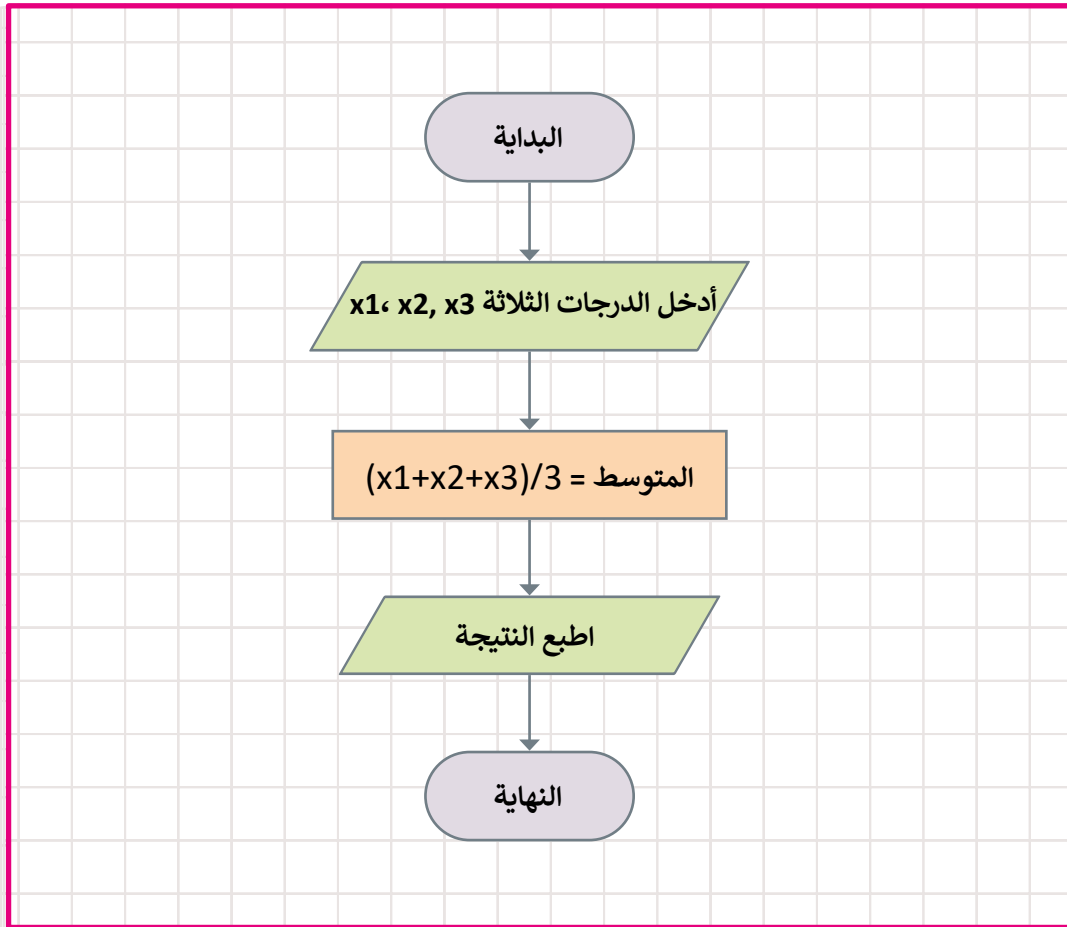 البداية
أدخل الدرجات الثلاثة x1، x2, x3
المتوسط = (x1+x2+x3)/3
اطبع النتيجة
النهاية